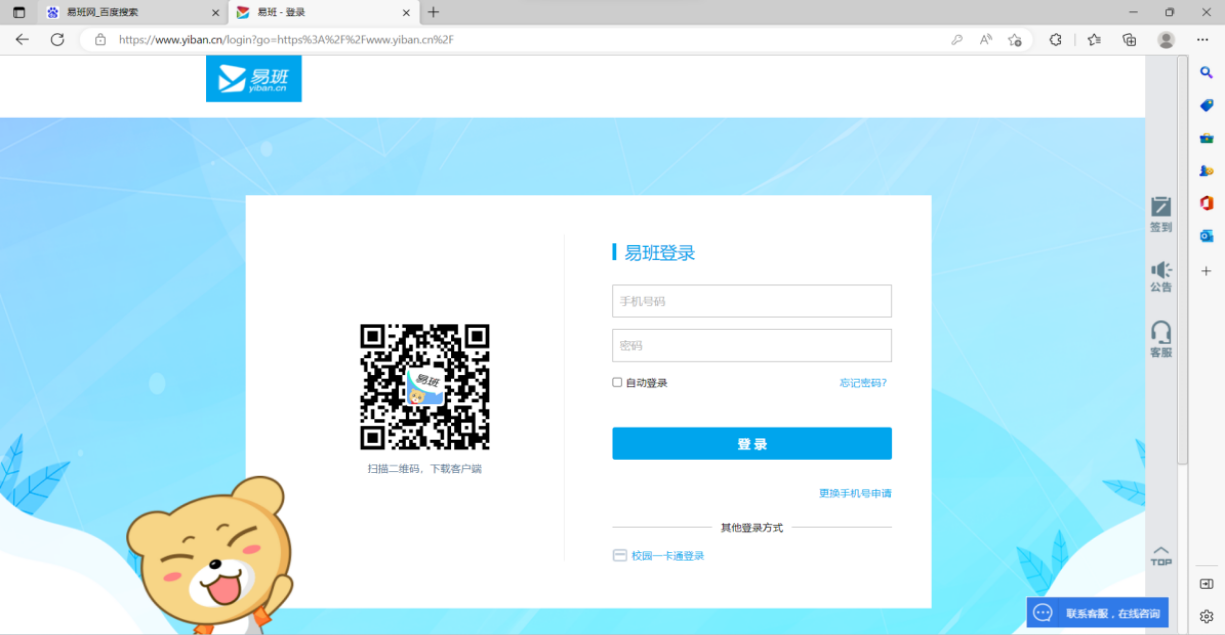 易班网_百度搜索
易班 - 登录
https://www.yiban.cn/login?go=https%3A%2F%2Fwww.yiban.cn%2F
易班
yiban.cn
易班登录
手机号码
密码
自动登录
忘记密码?
登录
易班
扫描二维码，下载客户端
更换手机号申请
其他登录方式
校园一卡通登录
签到
公告
客服
TOP
联系客服，在线咨询